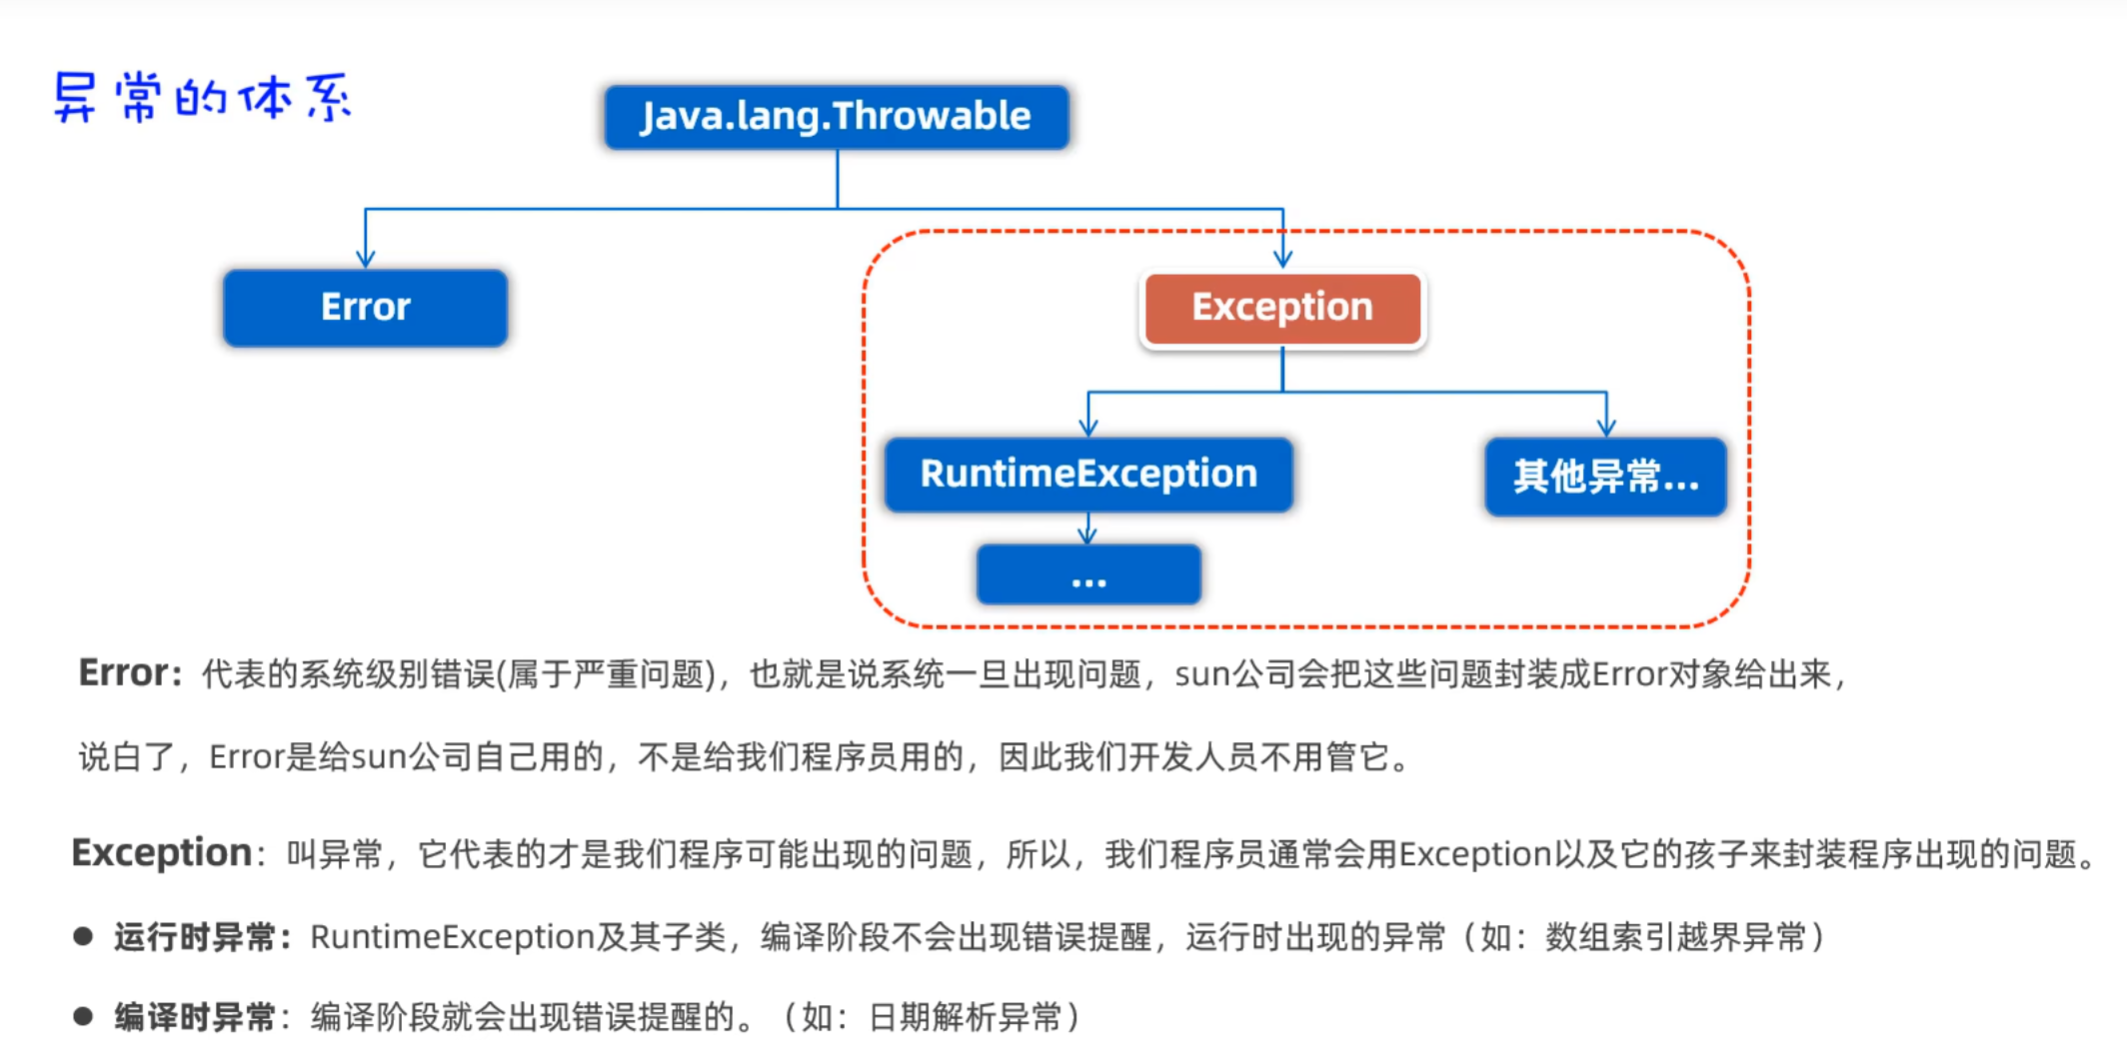 异常的体系
Java.lang.Throwable
Error
Exception
RuntimeException
其他异常...
...
Error：代表的系统级别错误(属于严重问题)，也就是说系统一旦出现问题，sun公司会把这些问题封装成Error对象给出来，
说白了，Error是给sun公司自己用的，不是给我们程序员用的，因此我们开发人员不用管它。
Exception：叫异常，它代表的才是我们程序可能出现的问题，所以，我们程序员通常会用Exception以及它的孩子来封装程序出现的问题。
● 运行时异常：RuntimeException及其子类，编译阶段不会出现错误提醒，运行时出现的异常（如：数组索引越界异常）
● 编译时异常：编译阶段就会出现错误提醒的。（如：日期解析异常）